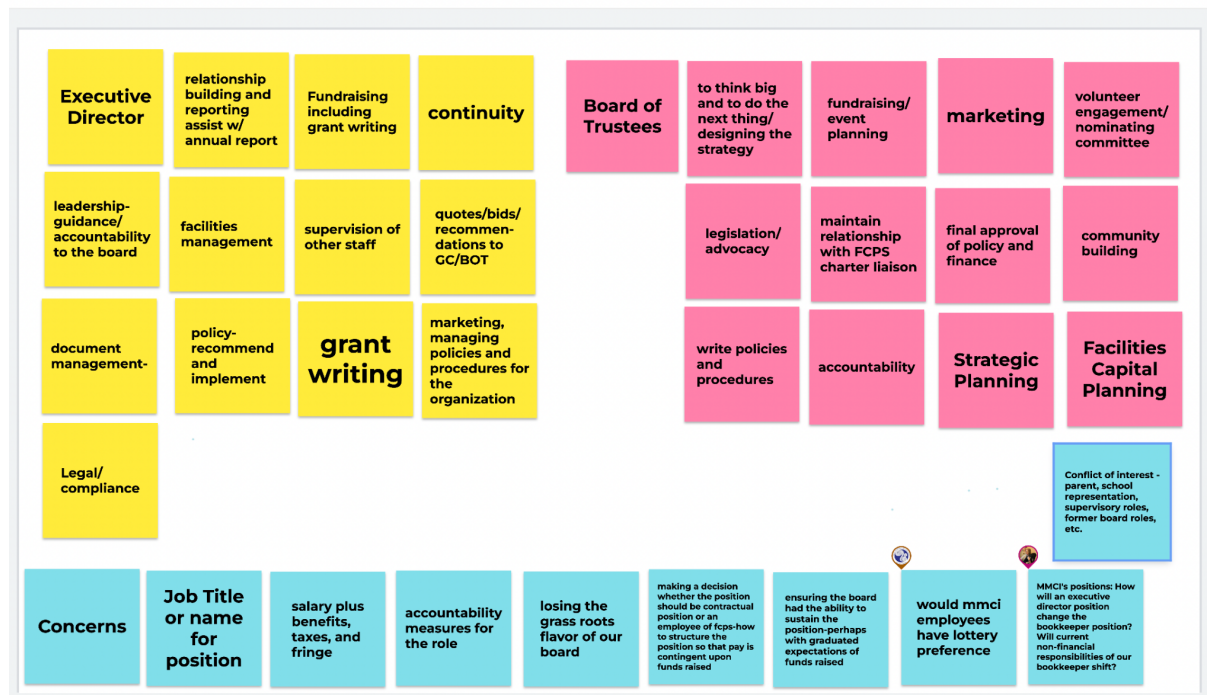 Executive
Director
relationship
building and
reporting
assist w/
annual report
Fundraising
including
grant writing
continuity
leadership-
guidance/
accountability
to the board
facilities
management
supervision of
other staff
quotes/bids/
recommen-
dations to
GC/BOT
document
management-
policy-
recommend
and
implement
grant
writing
marketing,
managing
policies and
procedures for
the
organization
Legal/
compliance
Board of
Trustees
to think big
and to do the
next thing/
designing the
strategy
fundraising/
event
planning
marketing
volunteer
engagement/
nominating
committee
legislation/
advocacy
maintain
relationship
with FCPS
charter liaison
final approval
of policy and
finance
community
building
write policies
and
procedures
accountability
Strategic
Planning
Facilities
Capital
Planning
Conflict of interest -
parent, school
representation,
supervisory roles,
former board roles,
etc.
Concerns
Job Title
or name
for
position
salary plus
benefits,
taxes, and
fringe
accountability
measures for
the role
losing the
grass roots
flavor of our
board
making a decision
whether the position
should be contractual
position or an
employee of fcps-how
to structure the
position so that pay is
contingent upon
funds raised
ensuring the board
had the ability to
sustain the
position-perhaps
with graduated
expectations of
funds raised
would mmci
employees
have lottery
preference
MMCI's positions: How
will an executive
director position
change the
bookkeeper position?
Will current
non-financial
responsibilities of our
bookkeeper shift?